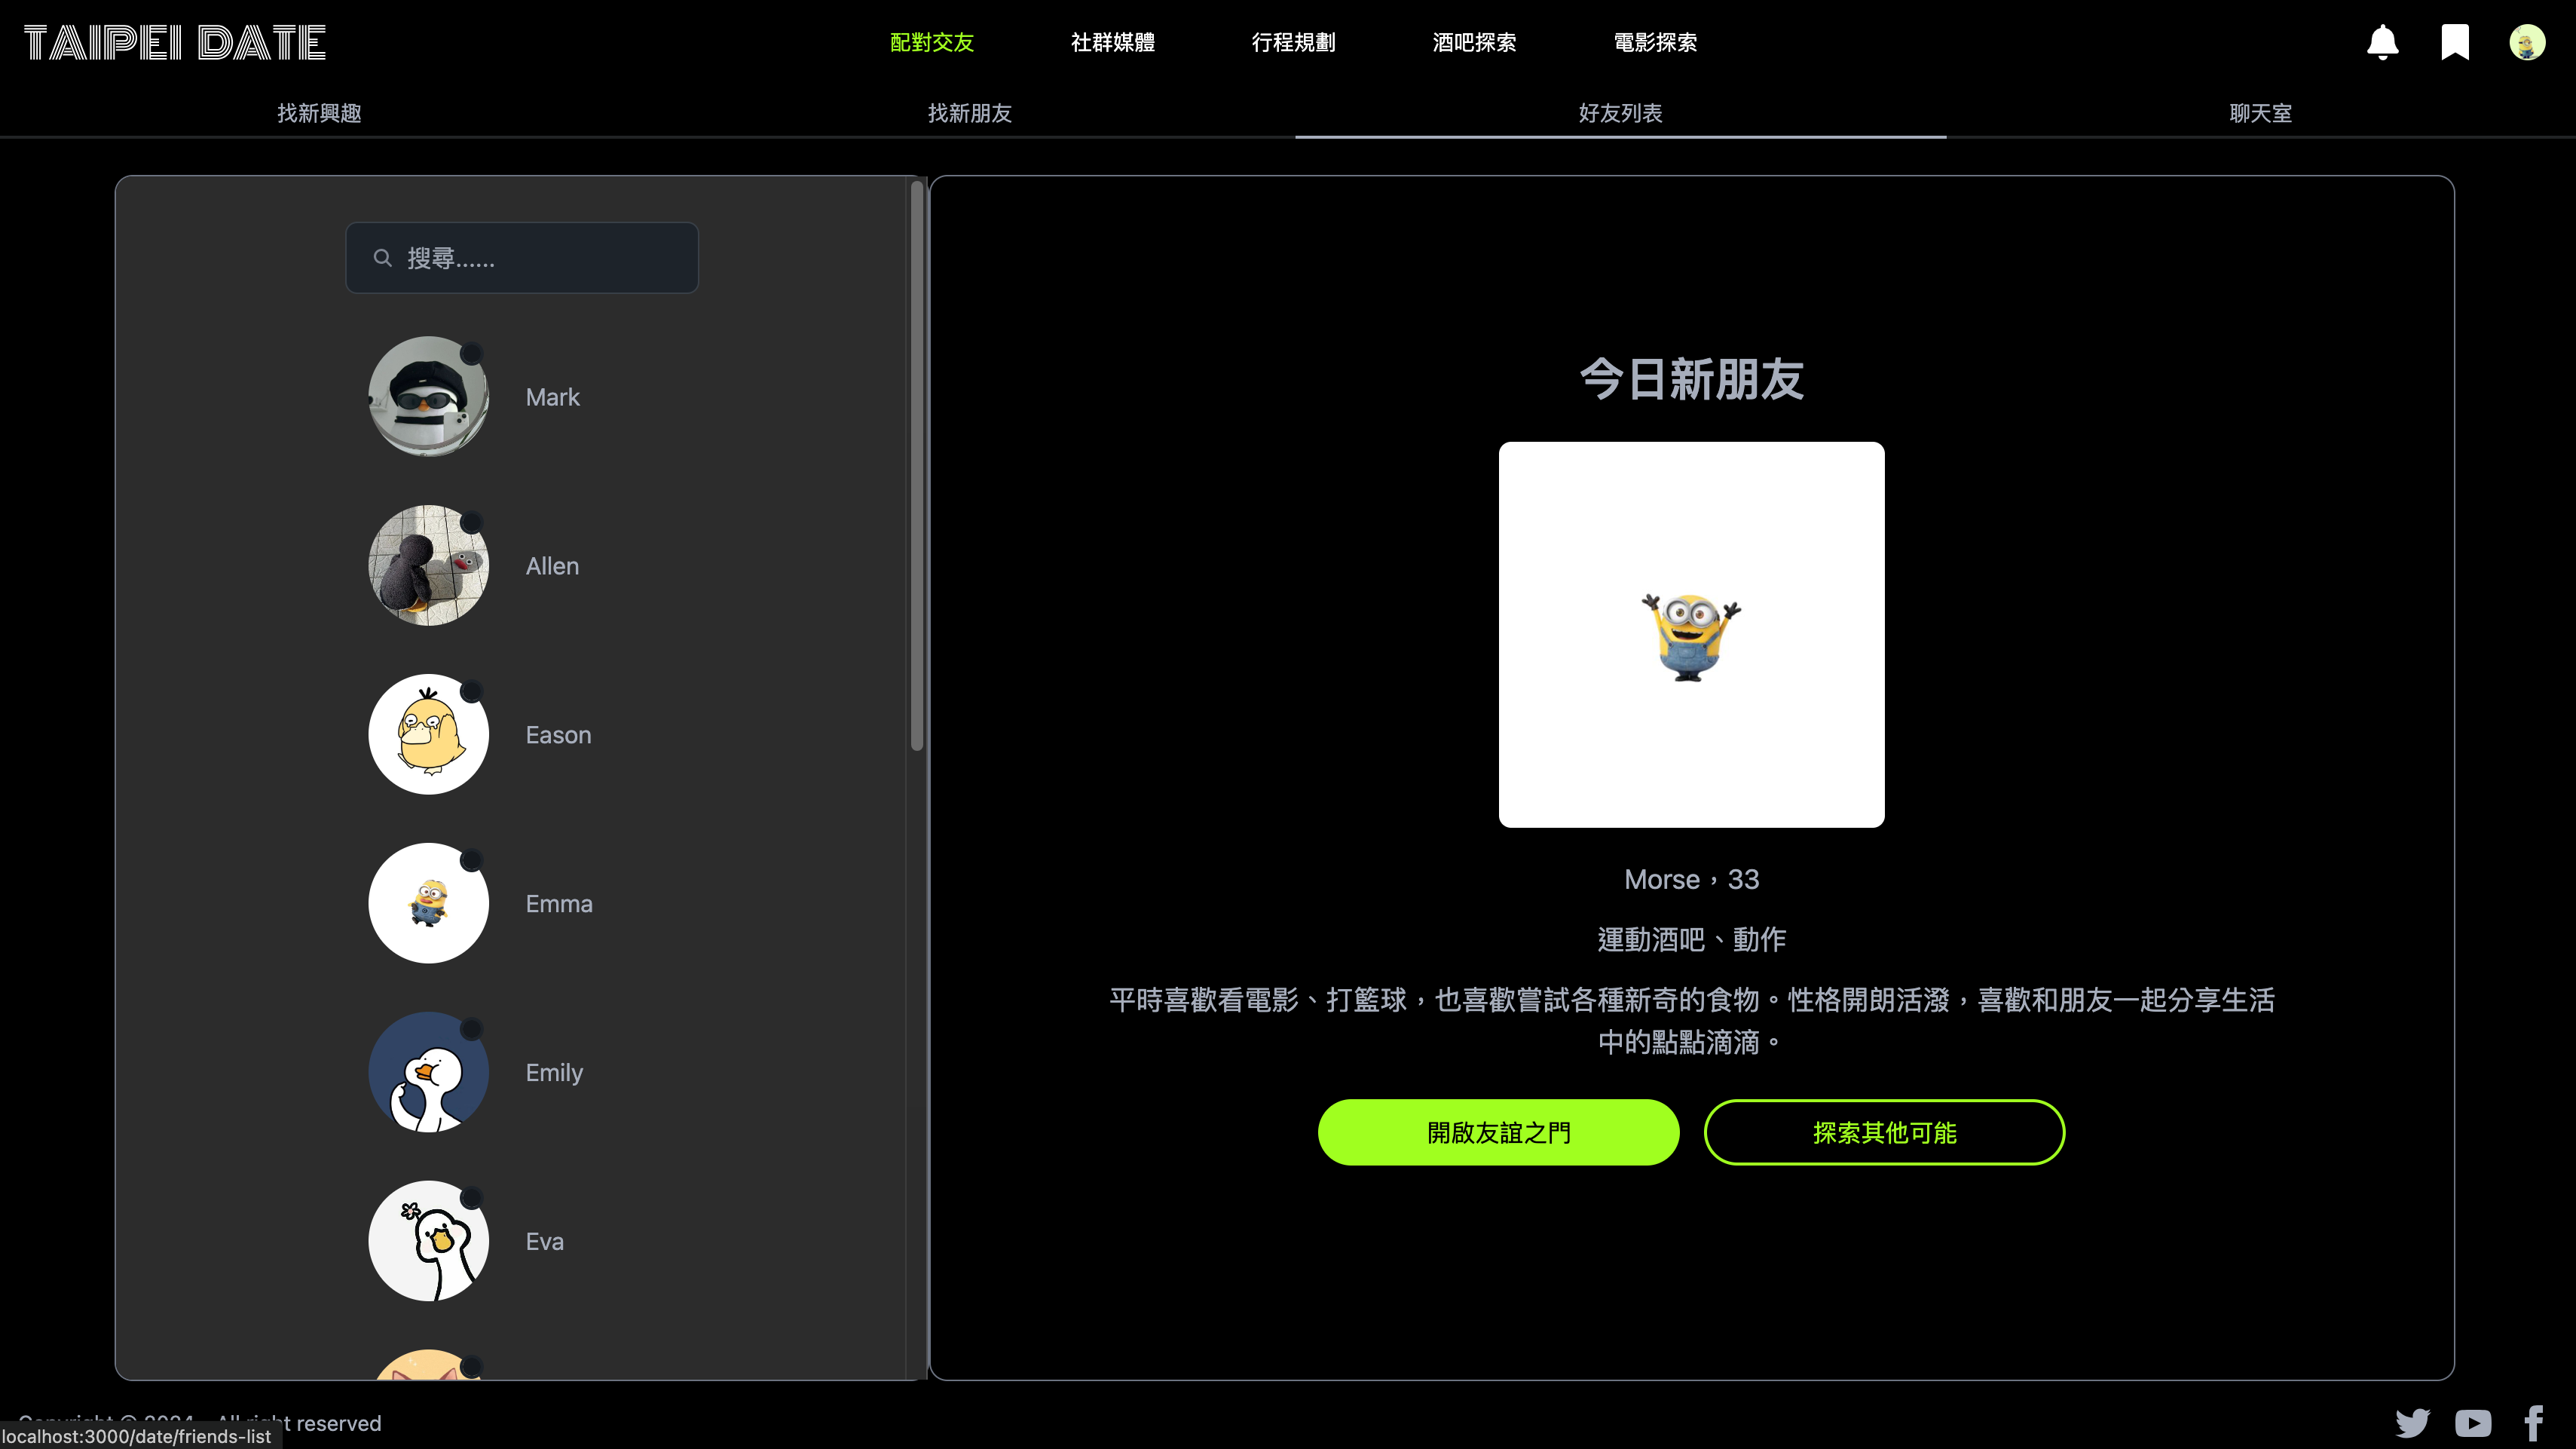 TAIPEI DATE
配對交友
社群媒體
行程規劃
酒吧探索
電影探索
找新興趣
找新朋友
好友列表
聊天室
搜尋......
Mark
Allen
Eason
Emma
Emily
Eva
今日新朋友
Morse，33
運動酒吧、動作
平時喜歡看電影、打籃球，也喜歡嘗試各種新奇的食物。性格開朗活潑，喜歡和朋友一起分享生活
中的點點滴滴。
開啟友誼之門
探索其他可能
Copyright © 2024 - All right reserved
localhost:3000/date/friends-list